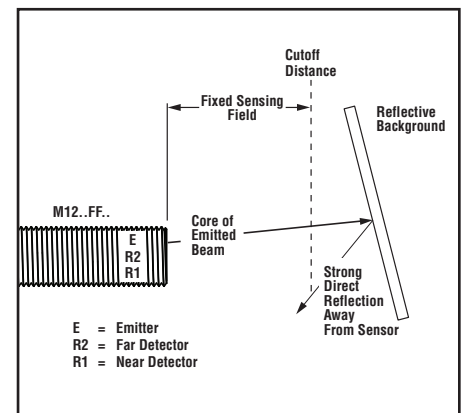 Cutoff
Distance
Fixed Sensing
Field
Reflective
Background
M12..FF..
E
R2
R1
Core of
Emitted
Beam
Strong
Direct
Reflection
Away
From Sensor
E = Emitter
R2 = Far Detector
R1 = Near Detector